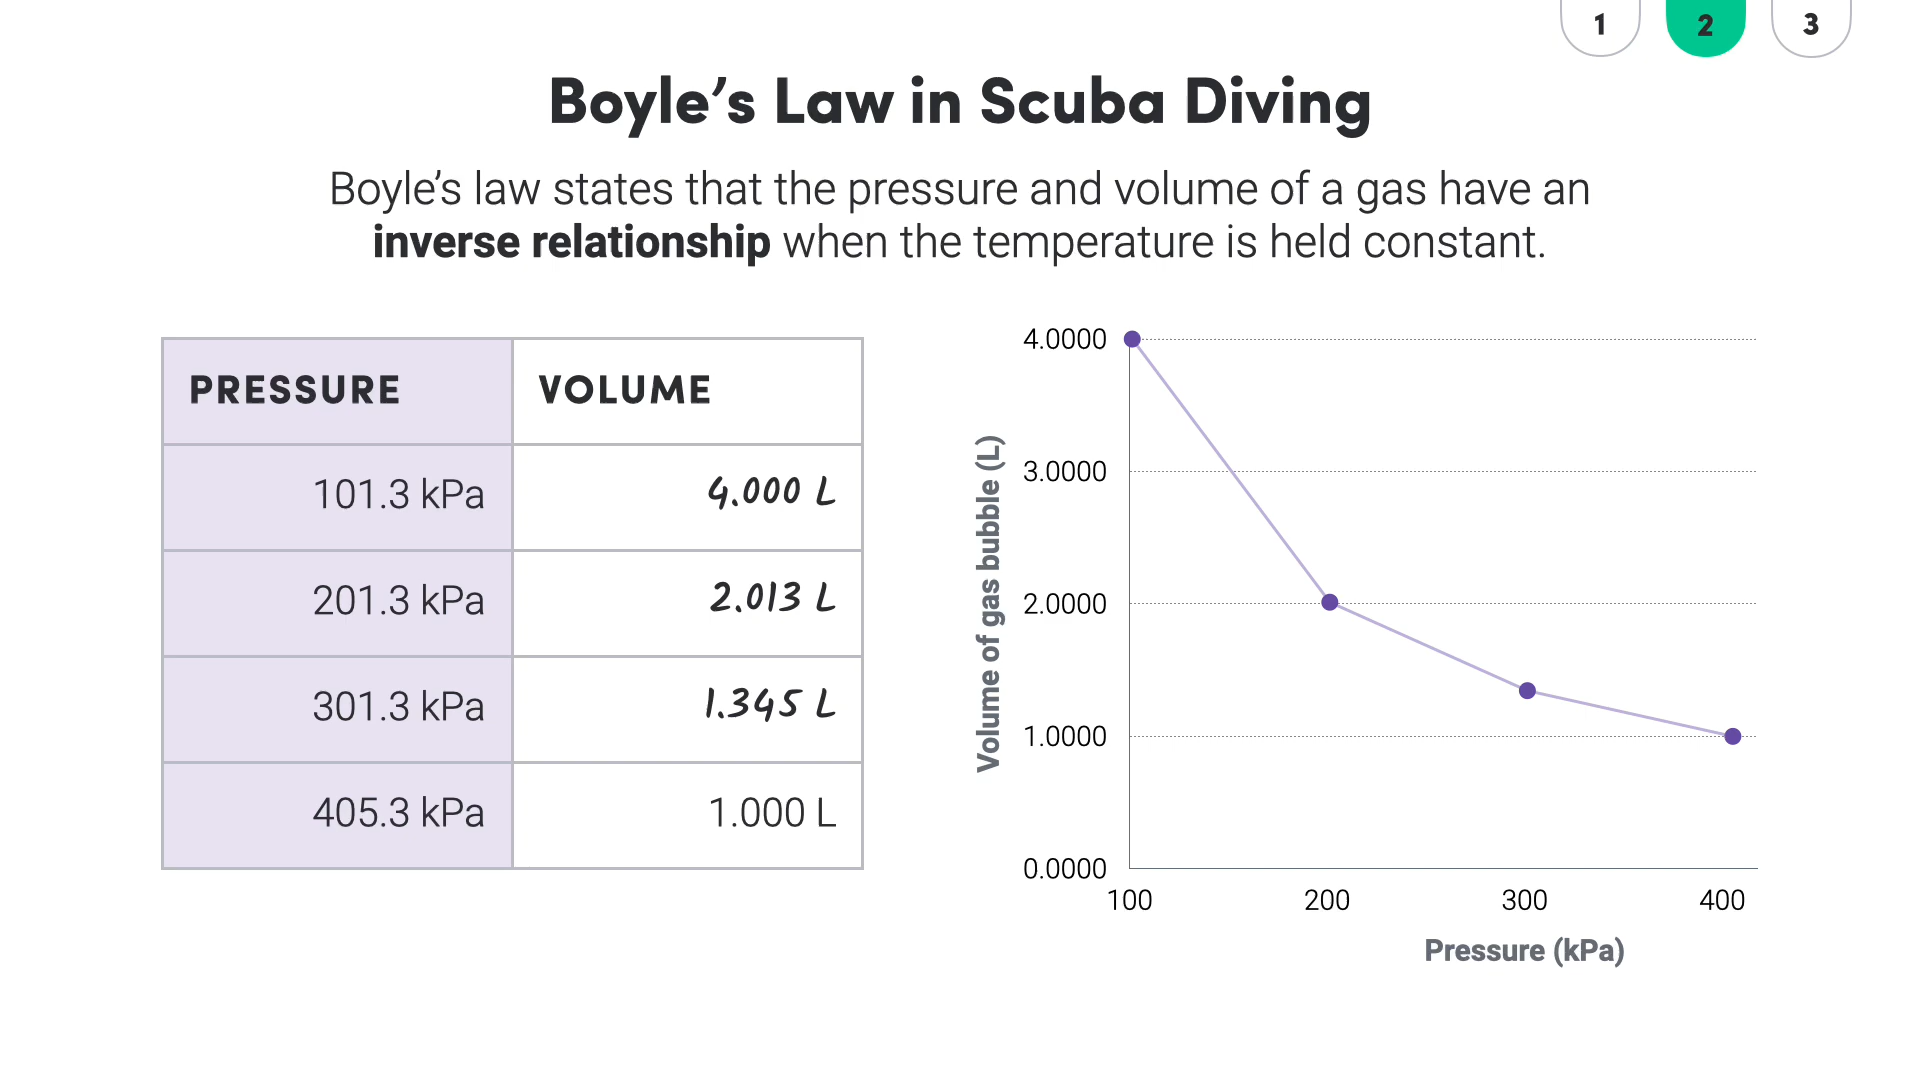 1 2 3
Boyle’s Law in Scuba Diving
Boyle’s law states that the pressure and volume of a gas have an
inverse relationship when the temperature is held constant.
PRESSURE VOLUME
101.3 kPa 4.000 L
201.3 kPa 2.013 L
301.3 kPa 1.345 L
405.3 kPa 1.000 L
Volume of gas bubble (L)
4.0000
3.0000
2.0000
1.0000
0.0000
100 200 300 400
Pressure (kPa)